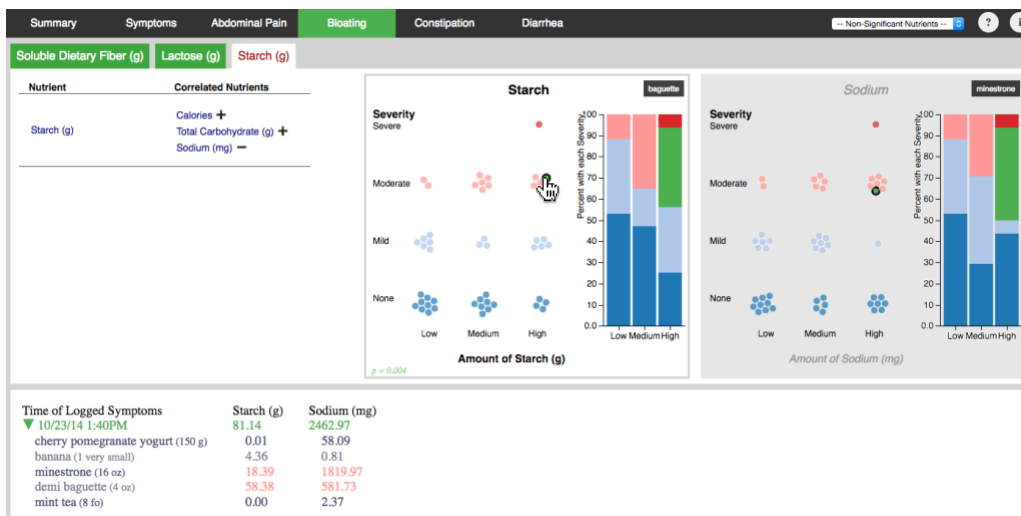 Summary Symptoms Abdominal Pain Bloating Constipation Diarrhea -- Non-Significant Nutrients -- ? i
Soluble Dietary Fiber (g) Lactose (g) Starch (g)
Nutrient Correlated Nutrients
Starch (g)
Calories +
Total Carbohydrate (g) +
Sodium (mg) −
Starch
baguette
Severity
Severe
Moderate
Mild
None
Low Medium High
Amount of Starch (g)
p = 0.004
Percent with each Severity
100
90
80
70
60
50
40
30
20
10
0.0
Low Medium High
Sodium
minestrone
Severity
Severe
Moderate
Mild
None
Low Medium High
Amount of Sodium (mg)
Percent with each Severity
100
90
80
70
60
50
40
30
20
10
0.0
Low Medium High
Time of Logged Symptoms Starch (g) Sodium (mg)
▼ 10/23/14 1:40PM 81.14 2462.97
cherry pomegranate yogurt (150 g) 0.01 58.09
banana (1 very small) 4.36 0.81
minestrone (16 oz) 18.39 1819.97
demi baguette (4 oz) 58.38 581.73
mint tea (8 fo) 0.00 2.37